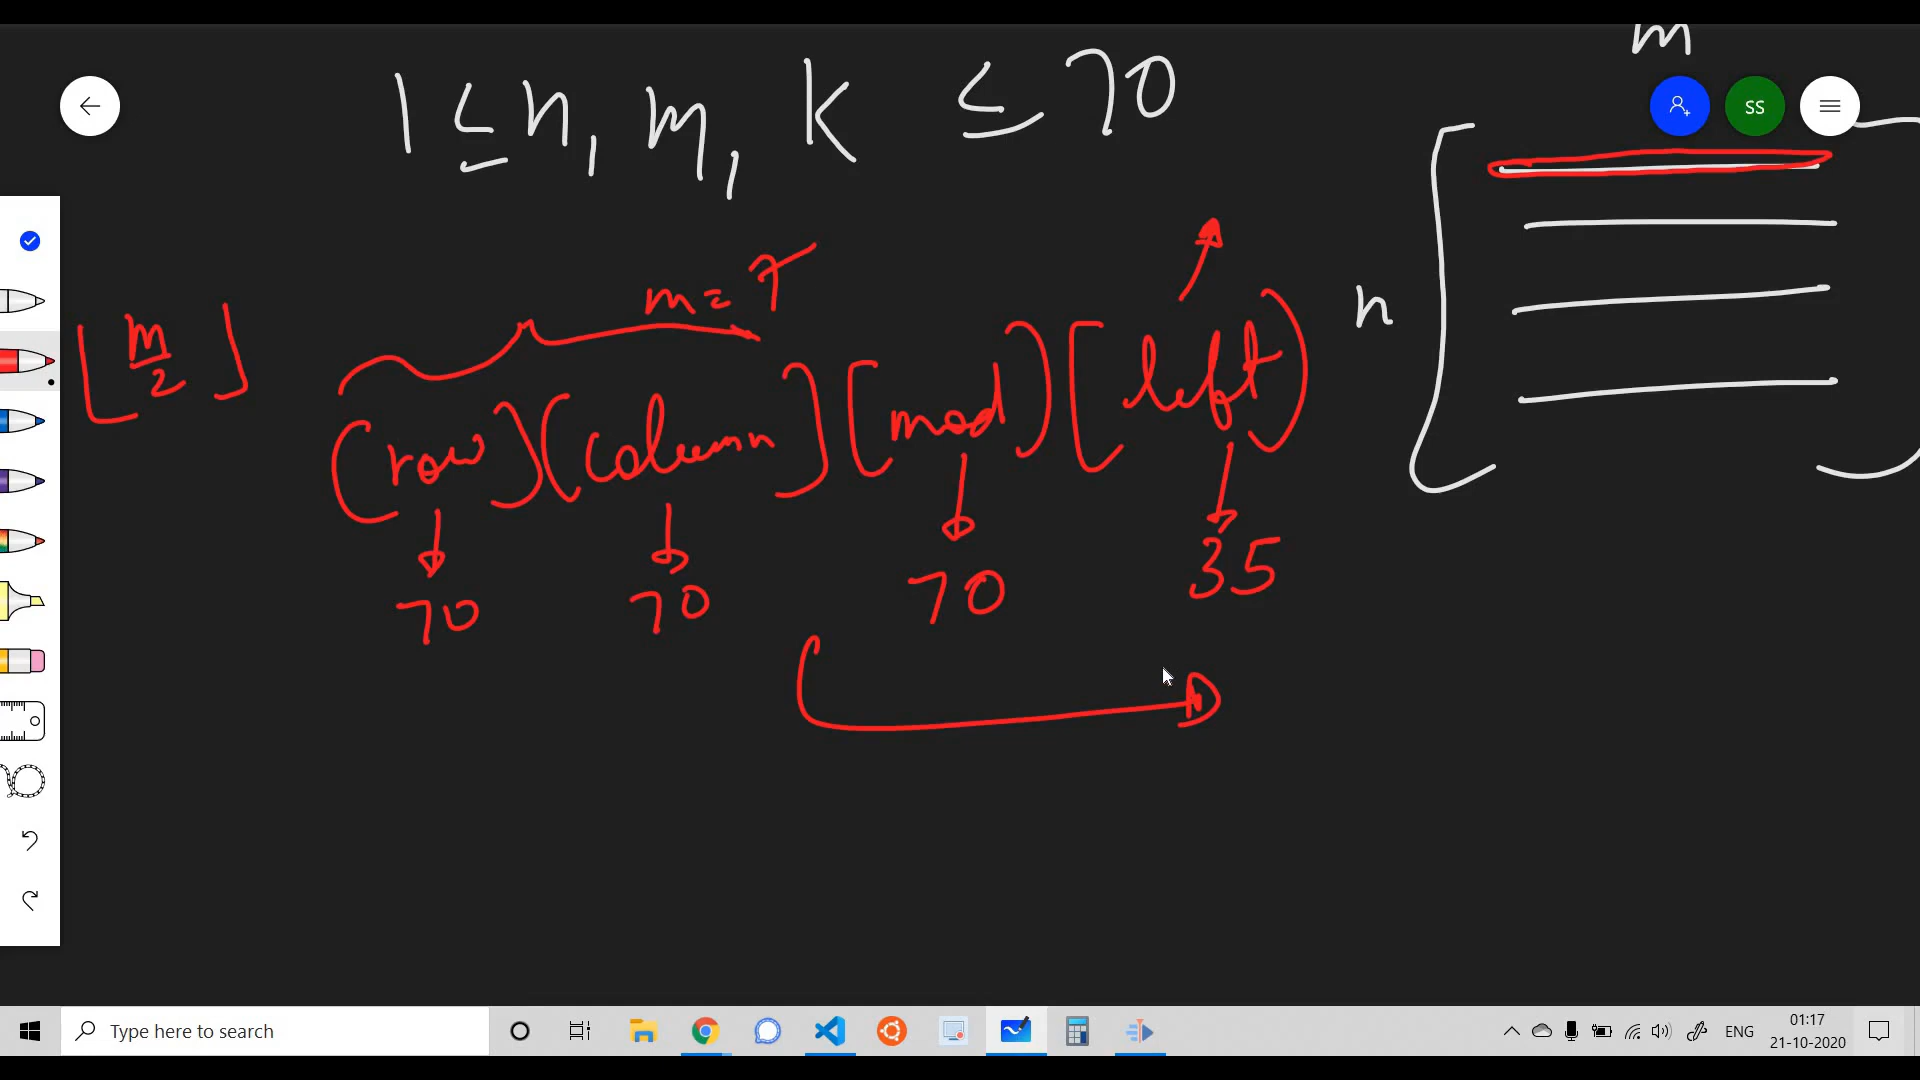 m
1 ≤ n, m, k ≤ 70
SS
m = 7
n
⌊m/2⌋
[row][column][mod][left]
70 70 70 35
Type here to search
ENG
01:17
21-10-2020